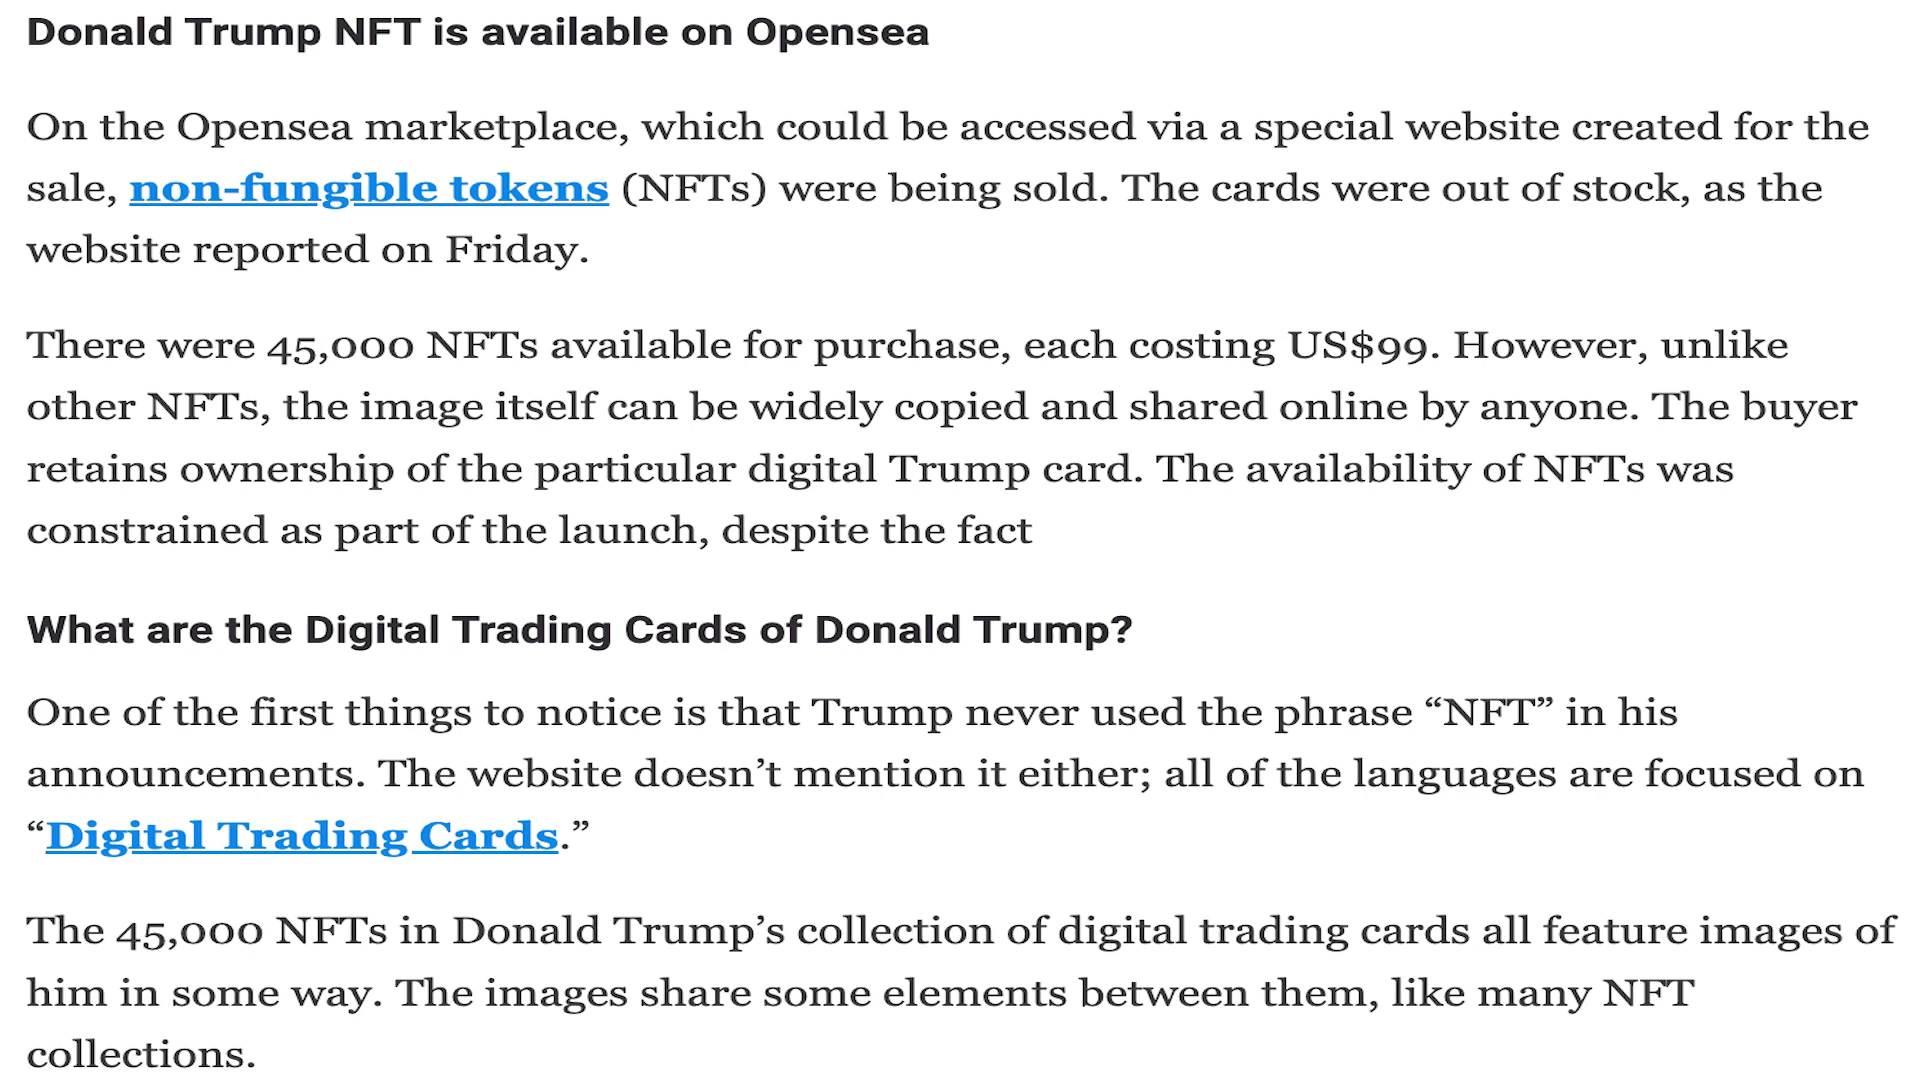 Donald Trump NFT is available on Opensea
On the Opensea marketplace, which could be accessed via a special website created for the
sale, non-fungible tokens (NFTs) were being sold. The cards were out of stock, as the
website reported on Friday.
There were 45,000 NFTs available for purchase, each costing US$99. However, unlike
other NFTs, the image itself can be widely copied and shared online by anyone. The buyer
retains ownership of the particular digital Trump card. The availability of NFTs was
constrained as part of the launch, despite the fact
What are the Digital Trading Cards of Donald Trump?
One of the first things to notice is that Trump never used the phrase “NFT” in his
announcements. The website doesn’t mention it either; all of the languages are focused on
“Digital Trading Cards.”
The 45,000 NFTs in Donald Trump’s collection of digital trading cards all feature images of
him in some way. The images share some elements between them, like many NFT
collections.